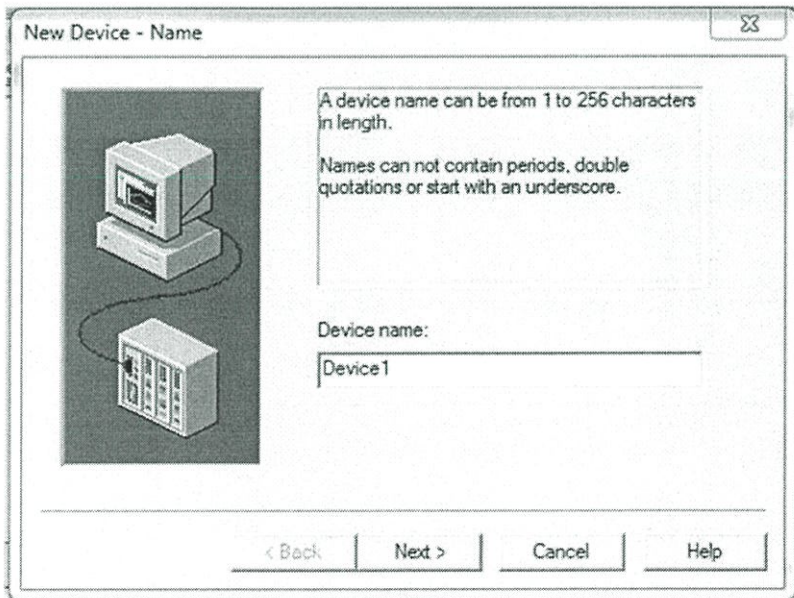 New Device - Name
A device name can be from 1 to 256 characters
in length.
Names can not contain periods, double
quotations or start with an underscore.
Device name:
Device1
< Back
Next >
Cancel
Help